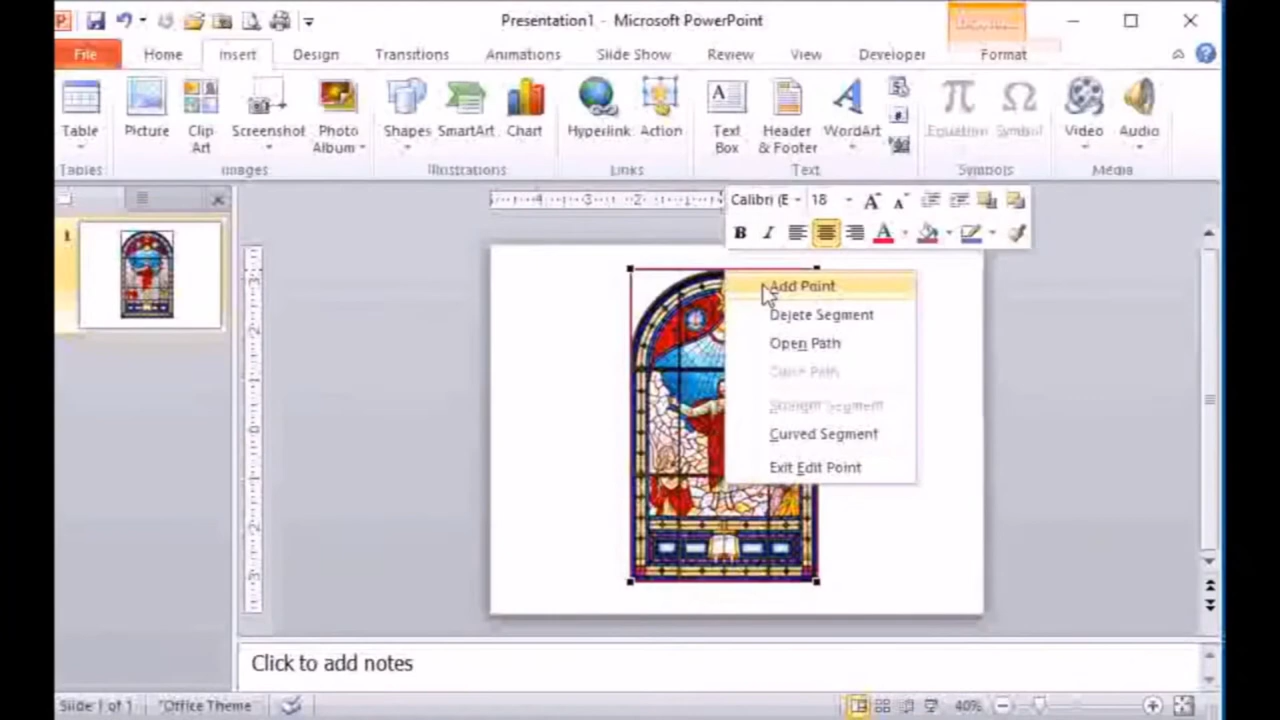 Presentation1 - Microsoft PowerPoint
File Home Insert Design Transitions Animations Slide Show Review View Developer Format
Table Picture Clip Art Screenshot Photo Album Shapes SmartArt Chart Hyperlink Action Text Box Header & Footer WordArt Equation Symbol Video Audio
Tables Images Illustrations Links Text Symbols Media
Calibri (E 18
B I A
1
Add Point
Delete Segment
Open Path
Close Path
Straight Segment
Curved Segment
Exit Edit Point
Click to add notes
Slide 1 of 1 "Office Theme" 40%